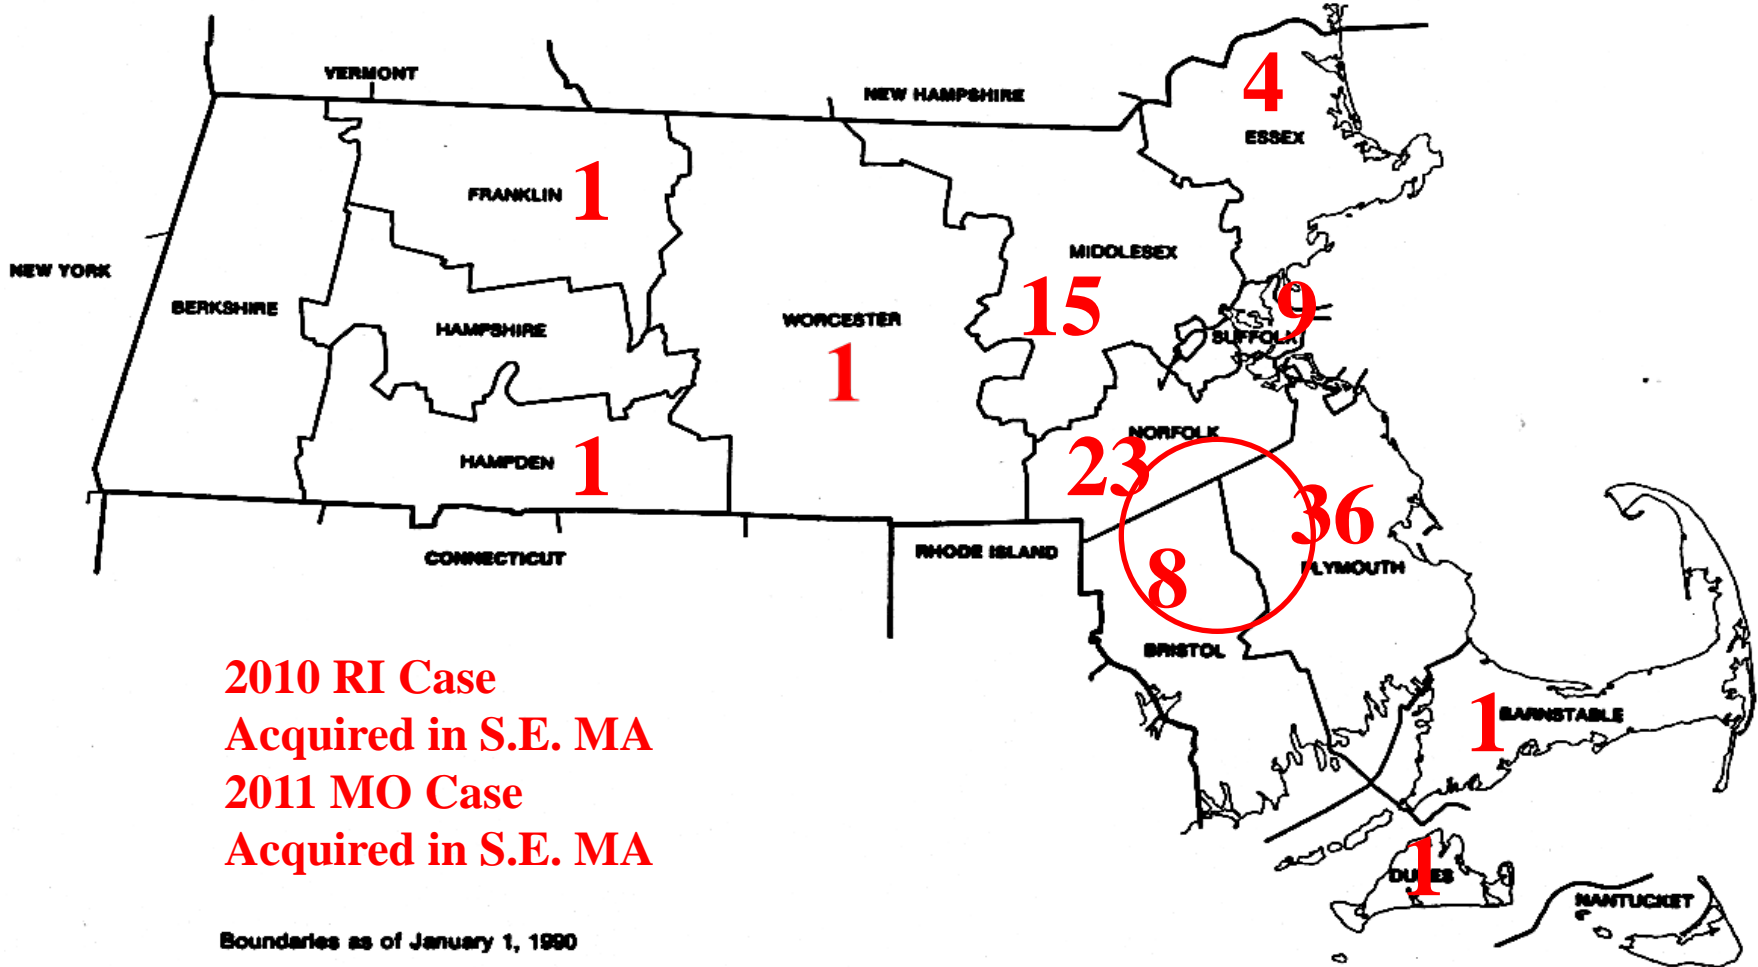 VERMONT
NEW HAMPSHIRE
4
ESSEX
FRANKLIN 1
MIDDLESEX
NEW YORK
BERKSHIRE
HAMPSHIRE
WORCESTER
15
9
SUFFOLK
1
NORFOLK
HAMPDEN 1
23
36
CONNECTICUT
RHODE ISLAND
8
PLYMOUTH
BRISTOL
2010 RI Case
Acquired in S.E. MA
2011 MO Case
Acquired in S.E. MA
1 BARNSTABLE
1
DUKES
NANTUCKET
Boundaries as of January 1, 1990